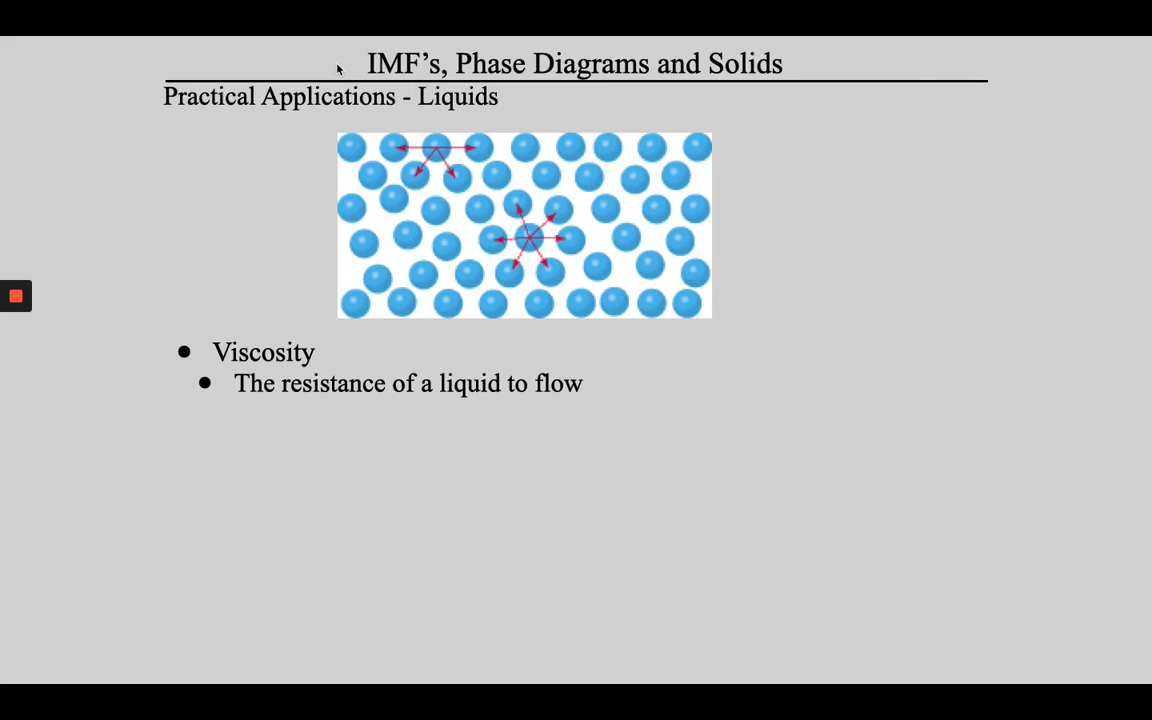 IMF's, Phase Diagrams and Solids
Practical Applications - Liquids
Viscosity
The resistance of a liquid to flow